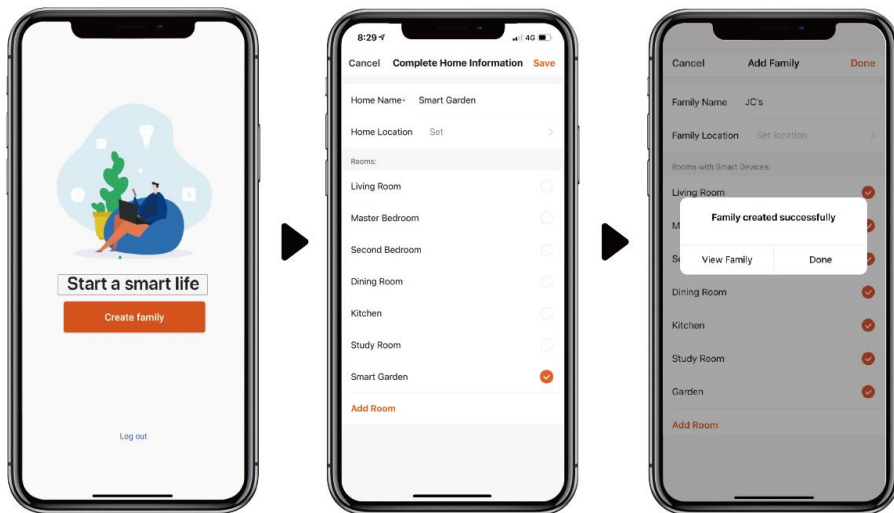 Start a smart life
Create family
Log out
8:29
4G
Cancel Complete Home Information Save
Home Name* Smart Garden
Home Location Set
Rooms:
Living Room
Master Bedroom
Second Bedroom
Dining Room
Kitchen
Study Room
Smart Garden
Add Room
Cancel Add Family Done
Family Name JC's
Family Location Set location
Rooms with Smart Devices:
Living Room
Family created successfully
M
View Family Done
Se
Dining Room
Kitchen
Study Room
Garden
Add Room